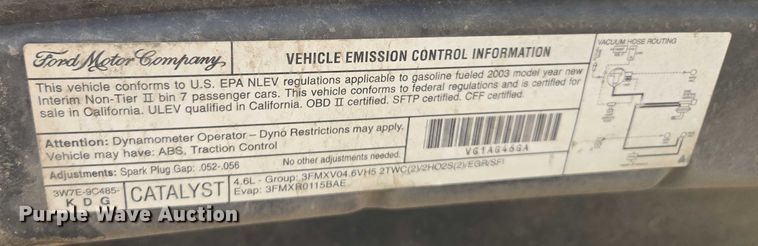 Ford Motor Company
VEHICLE EMISSION CONTROL INFORMATION
This vehicle conforms to U.S. EPA NLEV regulations applicable to gasoline fueled 2003 model year new
Interim Non-Tier II bin 7 passenger cars. This vehicle conforms to federal regulations and is certified for
sale in California. ULEV qualified in California. OBD II certified. SFTP certified. CFF certified.
Attention: Dynamometer Operator – Dyno Restrictions may apply.
Vehicle may have: ABS, Traction Control
VG1AG46GA
Adjustments: Spark Plug Gap: .052-.056
No other adjustments needed.
3W7E-9C485-
K D G
CATALYST
4.6L - Group: 3FMXV04.6VH5 2TWC(2)/2HO2S(2)/EGR/SFI
Evap: 3FMXR0115BAE
VACUUM HOSE ROUTING
Purple Wave Auction